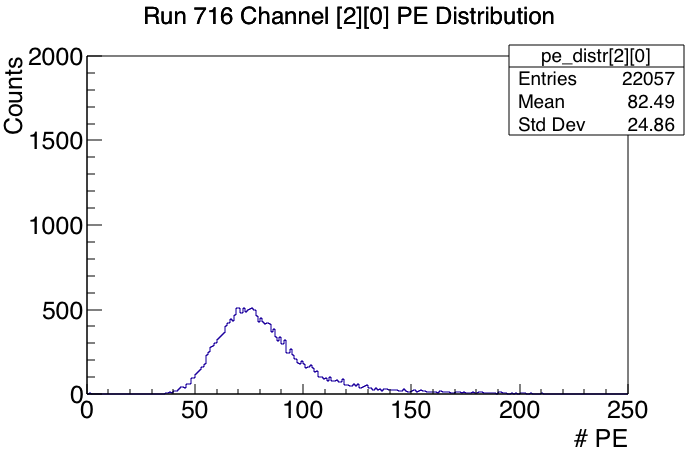 Run 716 Channel [2][0] PE Distribution
pe_distr[2][0]
Entries 22057
Mean 82.49
Std Dev 24.86
Counts
2000
1500
1000
500
0
0 50 100 150 200 250
# PE